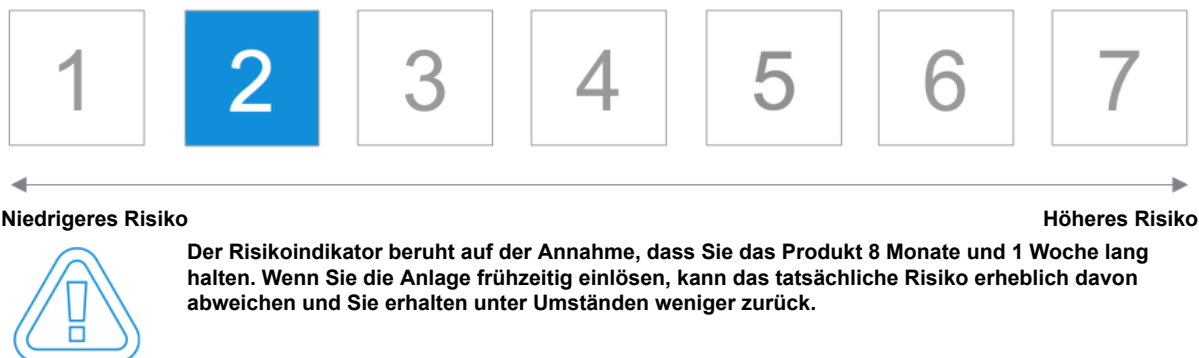 1 2 3 4 5 6 7
Niedrigeres Risiko Höheres Risiko
Der Risikoindikator beruht auf der Annahme, dass Sie das Produkt 8 Monate und 1 Woche lang
halten. Wenn Sie die Anlage frühzeitig einlösen, kann das tatsächliche Risiko erheblich davon
abweichen und Sie erhalten unter Umständen weniger zurück.